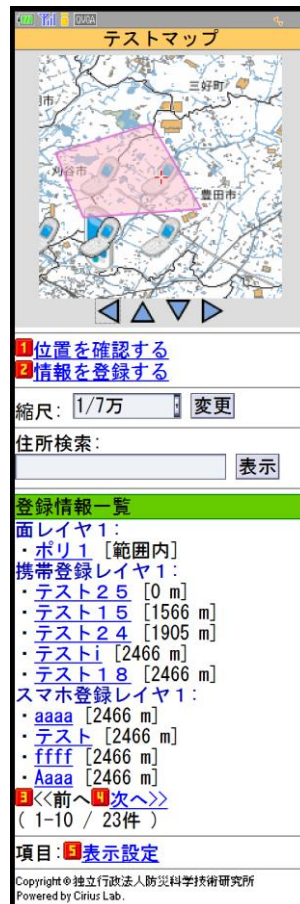 QVGA
テストマップ
三好町
市
刈谷市
豊田市
1位置を確認する
2情報を登録する
縮尺: 1/7万 変更
住所検索:
表示
登録情報一覧
面レイヤ1:
・ポリ1 [範囲内]
携帯登録レイヤ1:
・テスト25 [0 m]
・テスト15 [1566 m]
・テスト24 [1905 m]
・テストi [2466 m]
・テスト18 [2466 m]
スマホ登録レイヤ1:
・aaaa [2466 m]
・テスト [2466 m]
・ffff [2466 m]
・Aaaa [2466 m]
3<<前へ4次へ>>
( 1-10 / 23件 )
項目:5表示設定
Copyright©独立行政法人防災科学技術研究所
Powered by Cirius Lab.